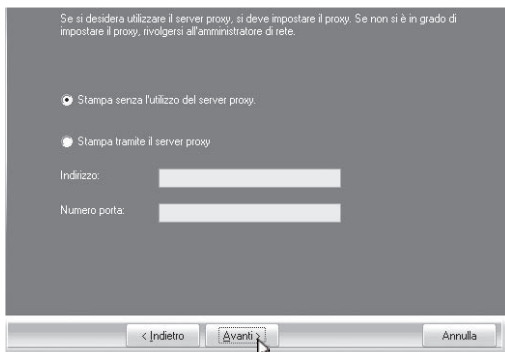 Se si desidera utilizzare il server proxy, si deve impostare il proxy. Se non si è in grado di
impostare il proxy, rivolgersi all'amministratore di rete.
Stampa senza l'utilizzo del server proxy.
Stampa tramite il server proxy
Indirizzo:
Numero porta:
< Indietro
Avanti >
Annulla